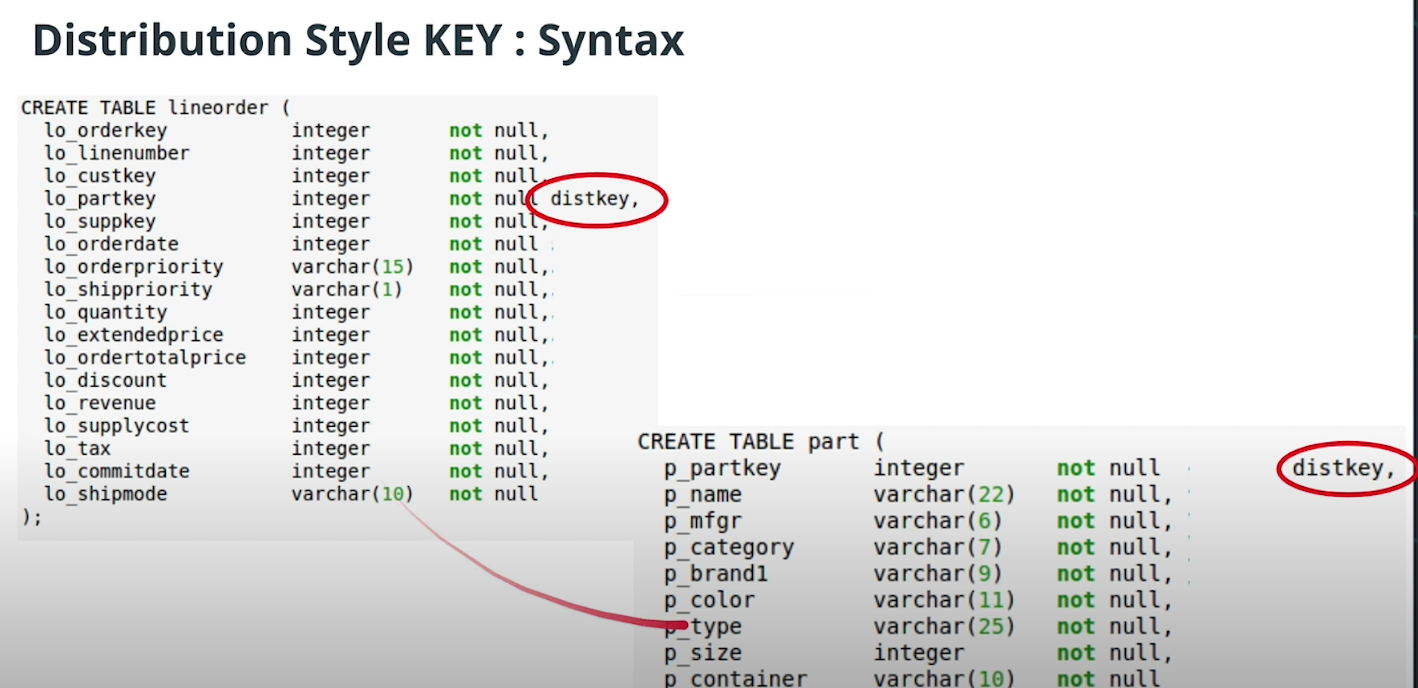 Distribution Style KEY : Syntax
CREATE TABLE lineorder (
lo_orderkey integer not null,
lo_linenumber integer not null,
lo_custkey integer not null,
lo_partkey integer not null distkey,
lo_suppkey integer not null,
lo_orderdate integer not null
lo_orderpriority varchar(15) not null,
lo_shippriority varchar(1) not null,
lo_quantity integer not null,
lo_extendedprice integer not null,
lo_ordertotalprice integer not null,
lo_discount integer not null,
lo_revenue integer not null,
lo_supplycost integer not null,
lo_tax integer not null,
lo_commitdate integer not null,
lo_shipmode varchar(10) not null
);
CREATE TABLE part (
p_partkey integer not null distkey,
p_name varchar(22) not null,
p_mfgr varchar(6) not null,
p_category varchar(7) not null,
p_brand1 varchar(9) not null,
p_color varchar(11) not null,
p_type varchar(25) not null,
p_size integer not null,
p_container varchar(10) not null